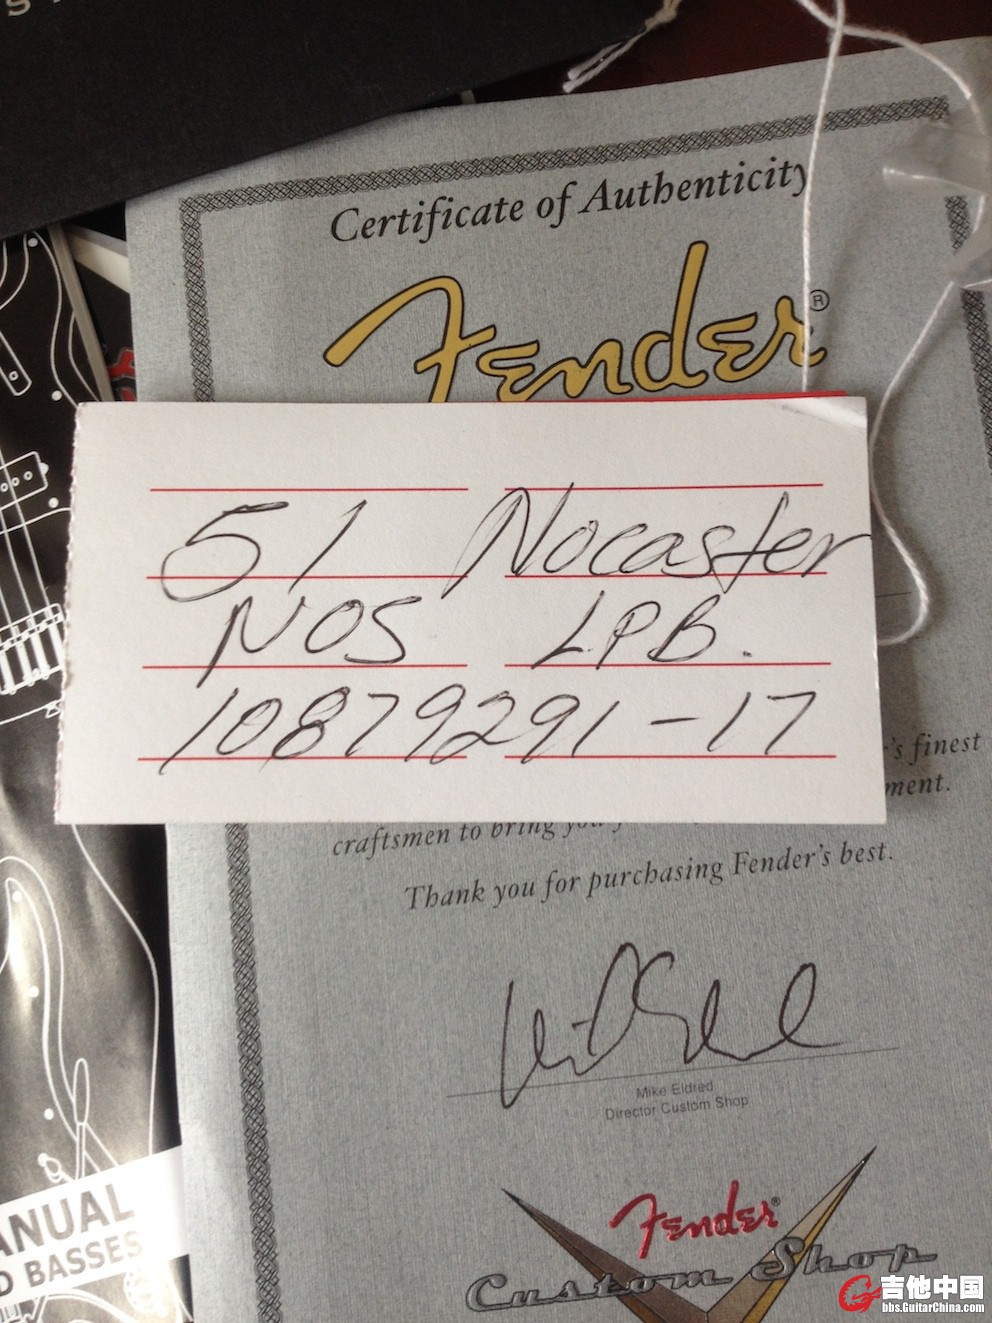 Certificate of Authenticity
Fender®
51 Nocaster
NOS LPB.
10879291-17
's finest
ment.
craftsmen to bring you
Thank you for purchasing Fender's best.
Mike Eldred
Director Custom Shop
Fender®
Custom Shop
ANUAL
D BASSES
吉他中国
bbs.GuitarChina.com